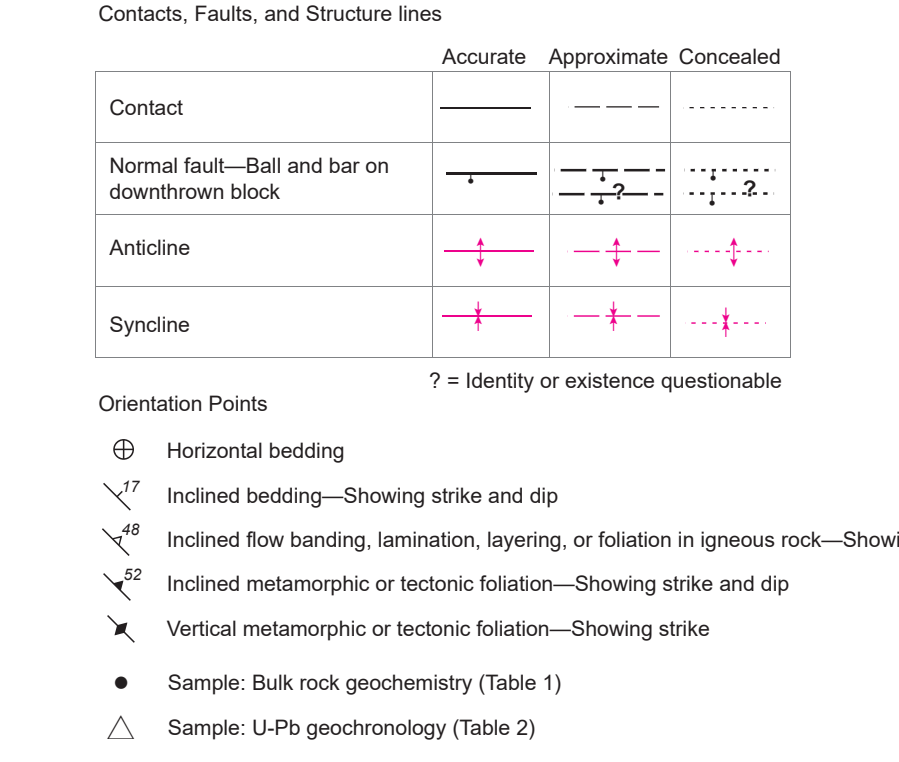 Contacts, Faults, and Structure lines
Accurate Approximate Concealed
Contact
Normal fault—Ball and bar on
downthrown block
?
?
Anticline
Syncline
? = Identity or existence questionable
Orientation Points
Horizontal bedding
17 Inclined bedding—Showing strike and dip
48 Inclined flow banding, lamination, layering, or foliation in igneous rock—Showi
52 Inclined metamorphic or tectonic foliation—Showing strike and dip
Vertical metamorphic or tectonic foliation—Showing strike
Sample: Bulk rock geochemistry (Table 1)
Sample: U-Pb geochronology (Table 2)